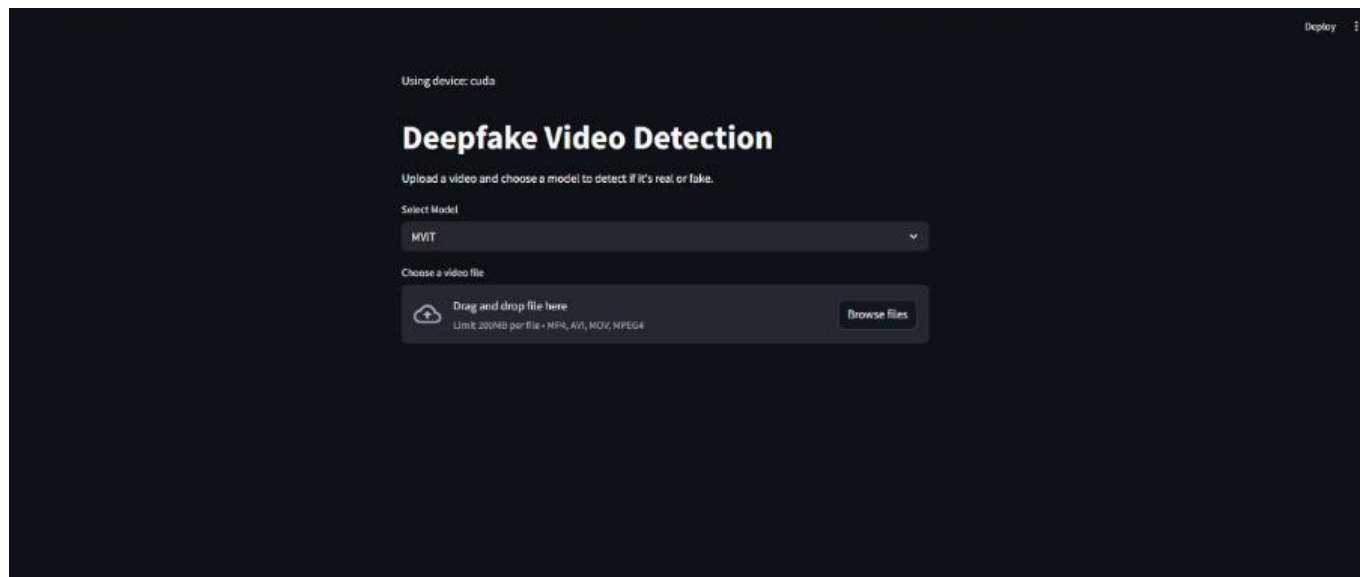 Deploy
Using device: cuda
Deepfake Video Detection
Upload a video and choose a model to detect if it's real or fake.
Select Model
MVIT
Choose a video file
Drag and drop file here
Limit 200MB per file • MP4, AVI, MOV, MPEG4
Browse files